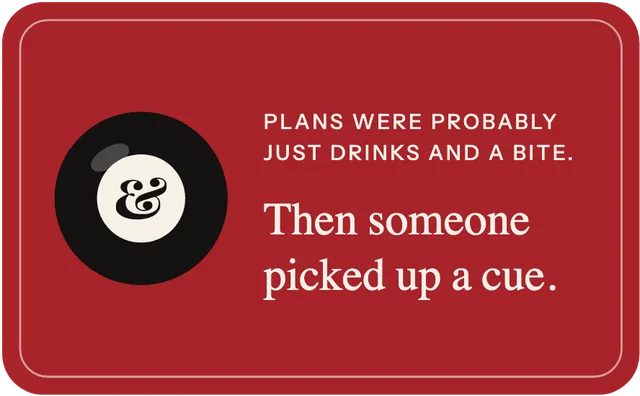 &
PLANS WERE PROBABLY
JUST DRINKS AND A BITE.
Then someone
picked up a cue.